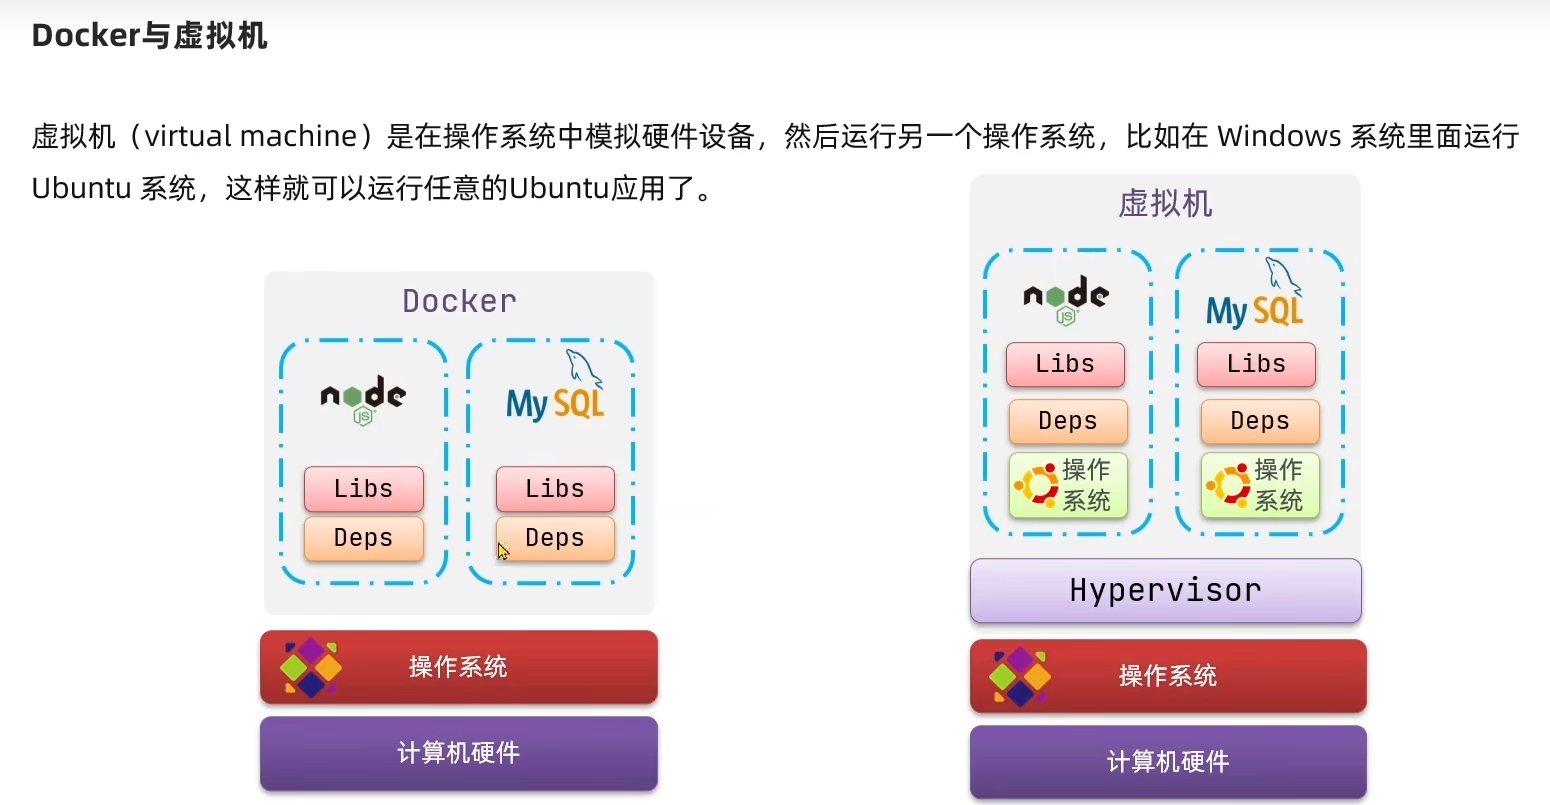 Docker与虚拟机
虚拟机（virtual machine）是在操作系统中模拟硬件设备，然后运行另一个操作系统，比如在 Windows 系统里面运行
Ubuntu 系统，这样就可以运行任意的Ubuntu应用了。
Docker
node
JS
MySQL
Libs
Libs
Deps
Deps
操作系统
计算机硬件
虚拟机
node
JS
MySQL
Libs
Libs
Deps
Deps
操作
系统
操作
系统
Hypervisor
操作系统
计算机硬件